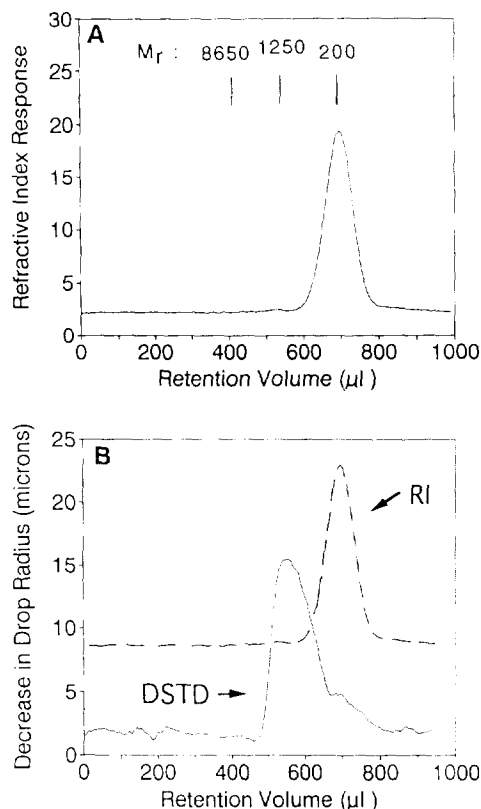 A
M_r : 8650 1250 200
30
25
20
15
10
5
0
Refractive Index Response
0 200 400 600 800 1000
Retention Volume (µl )
B
25
20
15
10
5
0
Decrease in Drop Radius (microns)
RI
DSTD
0 200 400 600 800 1000
Retention Volume (µl )